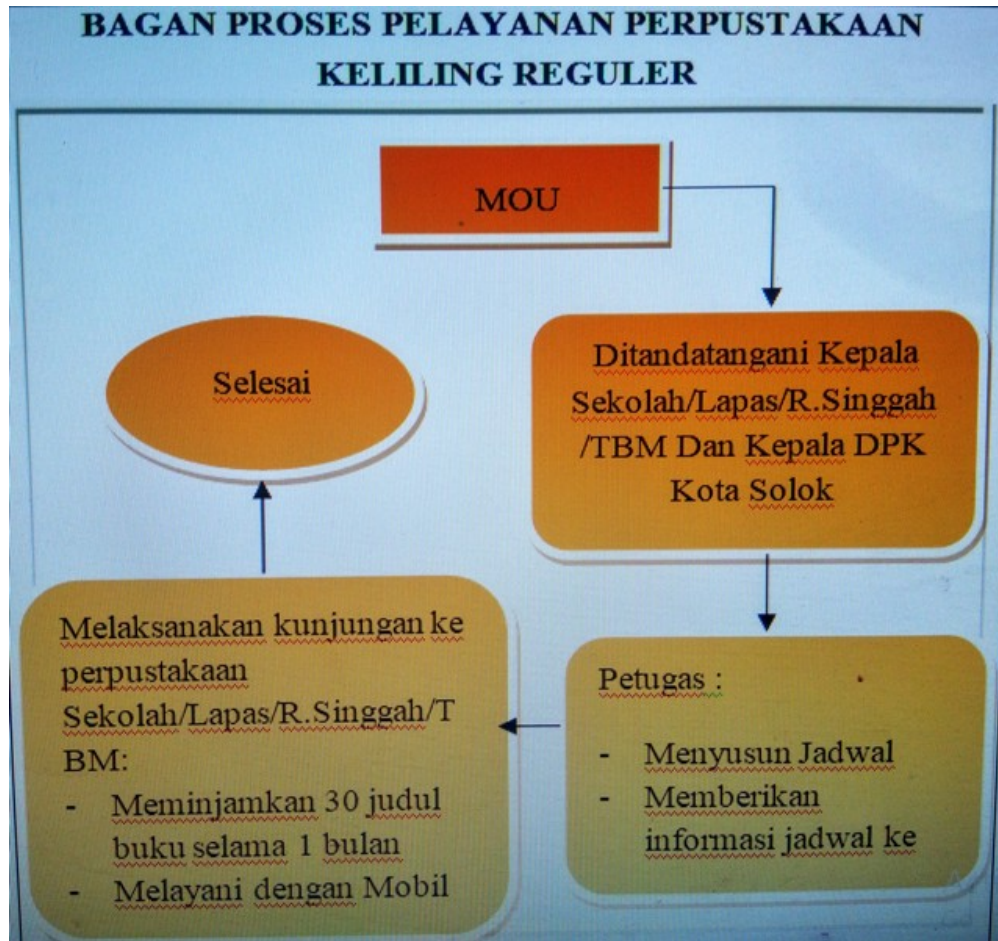 BAGAN PROSES PELAYANAN PERPUSTAKAAN
KELILING REGULER
MOU
Ditandatangani Kepala
Sekolah/Lapas/R.Singgah
/TBM Dan Kepala DPK
Kota Solok
Petugas :
- Menyusun Jadwal
- Memberikan
informasi jadwal ke
Melaksanakan kunjungan ke
perpustakaan
Sekolah/Lapas/R.Singgah/T
BM:
- Meminjamkan 30 judul
buku selama 1 bulan
- Melayani dengan Mobil
Selesai